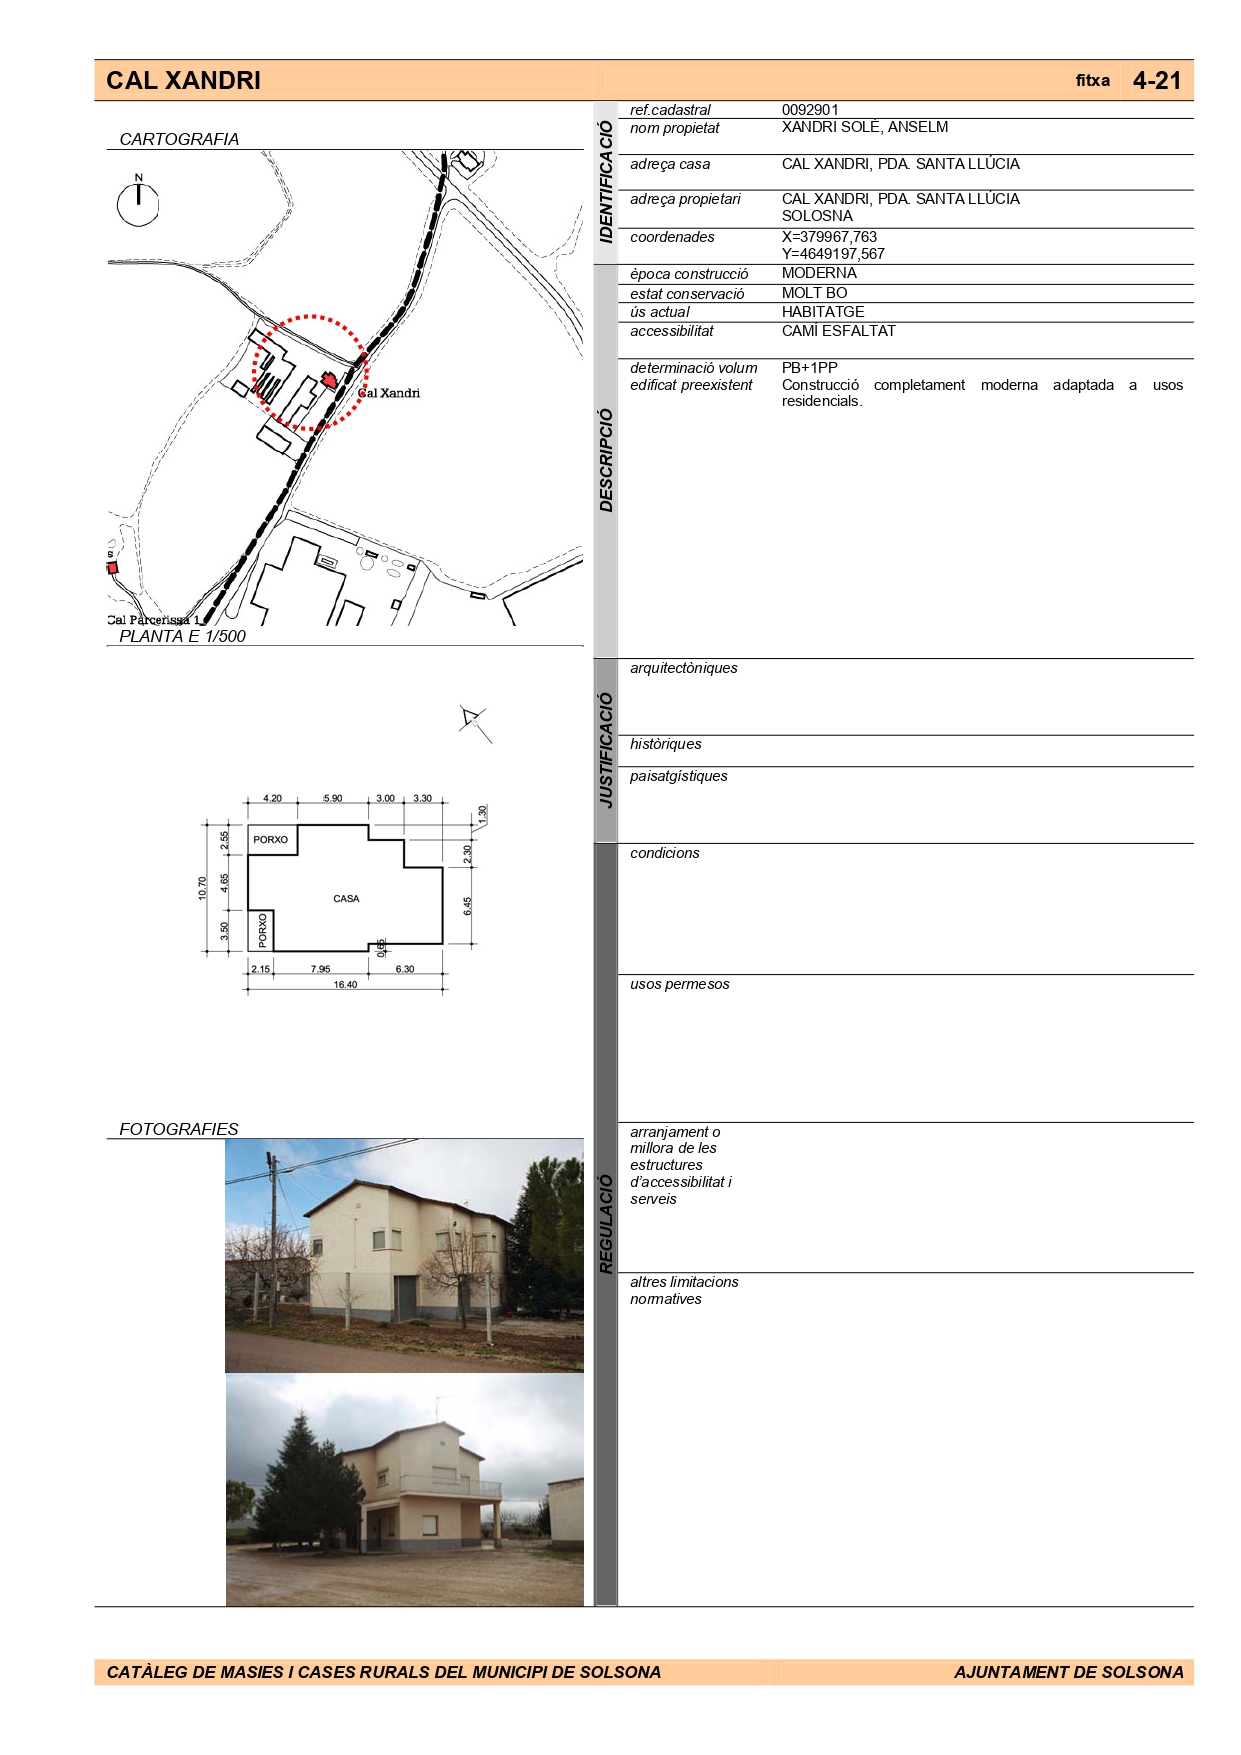 CAL XANDRI
fitxa 4-21
CARTOGRAFIA
N
Cal Xandri
s
Cal Parcerissa 1
PLANTA E 1/500
4.20 5.90 3.00 3.30
1.30
2.55
PORXO
2.30
10.70
4.65
CASA
6.45
3.50
PORXO
0.65
2.15 7.95 6.30
16.40
FOTOGRAFIES
IDENTIFICACIÓ
ref.cadastral 0092901
nom propietat XANDRI SOLÉ, ANSELM
adreça casa CAL XANDRI, PDA. SANTA LLÚCIA
adreça propietari CAL XANDRI, PDA. SANTA LLÚCIA
SOLOSNA
coordenades X=379967,763
Y=4649197,567
DESCRIPCIÓ
època construcció MODERNA
estat conservació MOLT BO
ús actual HABITATGE
accessibilitat CAMÍ ESFALTAT
determinació volum PB+1PP
edificat preexistent Construcció completament moderna adaptada a usos
residencials.
JUSTIFICACIÓ
arquitectòniques
històriques
paisatgístiques
REGULACIÓ
condicions
usos permesos
arranjament o
millora de les
estructures
d'accessibilitat i
serveis
altres limitacions
normatives
CATÀLEG DE MASIES I CASES RURALS DEL MUNICIPI DE SOLSONA
AJUNTAMENT DE SOLSONA